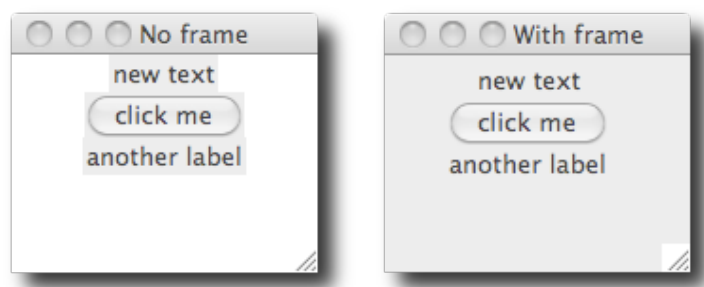 No frame
new text
click me
another label
With frame
new text
click me
another label